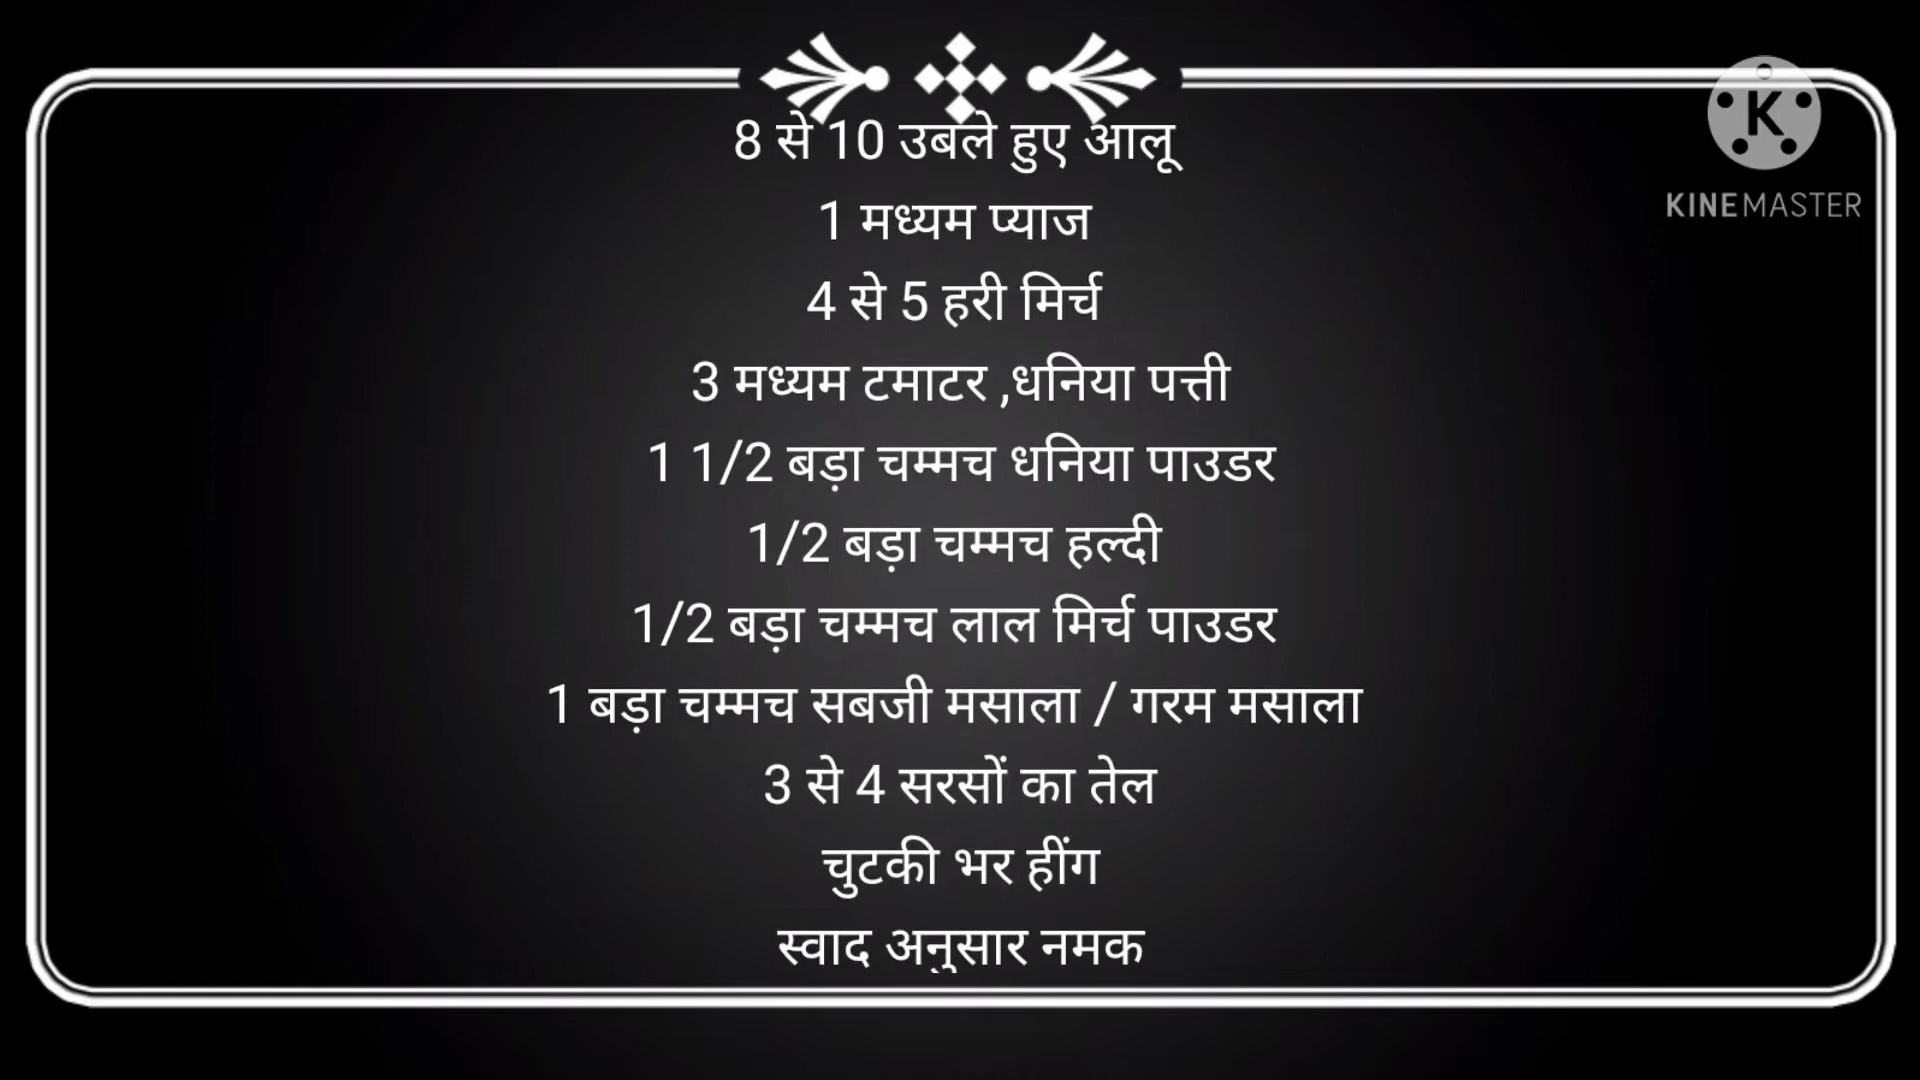 8 से 10 उबले हुए आलू
1 मध्यम प्याज
4 से 5 हरी मिर्च
3 मध्यम टमाटर ,धनिया पत्ती
1 1/2 बड़ा चम्मच धनिया पाउडर
1/2 बड़ा चम्मच हल्दी
1/2 बड़ा चम्मच लाल मिर्च पाउडर
1 बड़ा चम्मच सबजी मसाला / गरम मसाला
3 से 4 सरसों का तेल
चुटकी भर हींग
स्वाद अनुसार नमक
K
KINEMASTER